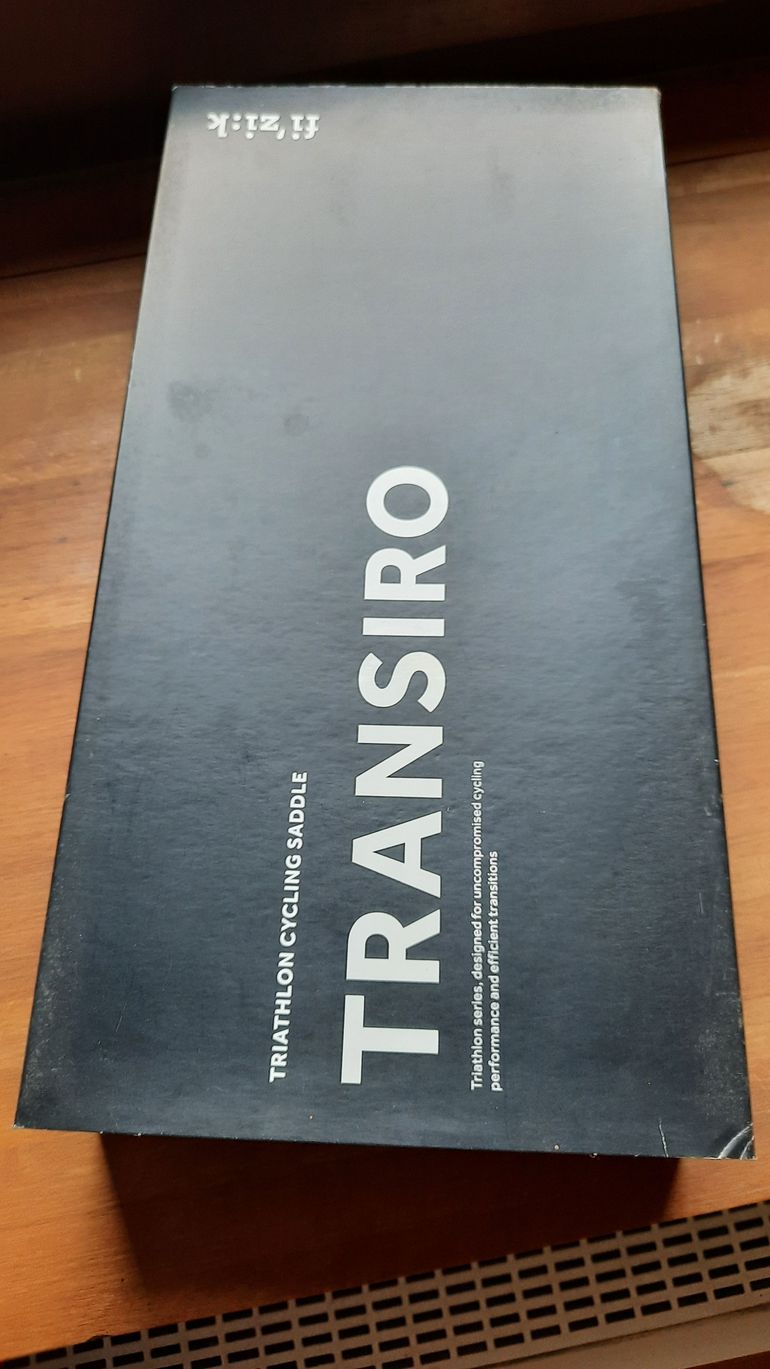 fi'zi:k
TRIATHLON CYCLING SADDLE
TRANSIRO
Triathlon series, designed for uncompromised cycling
performance and efficient transitions